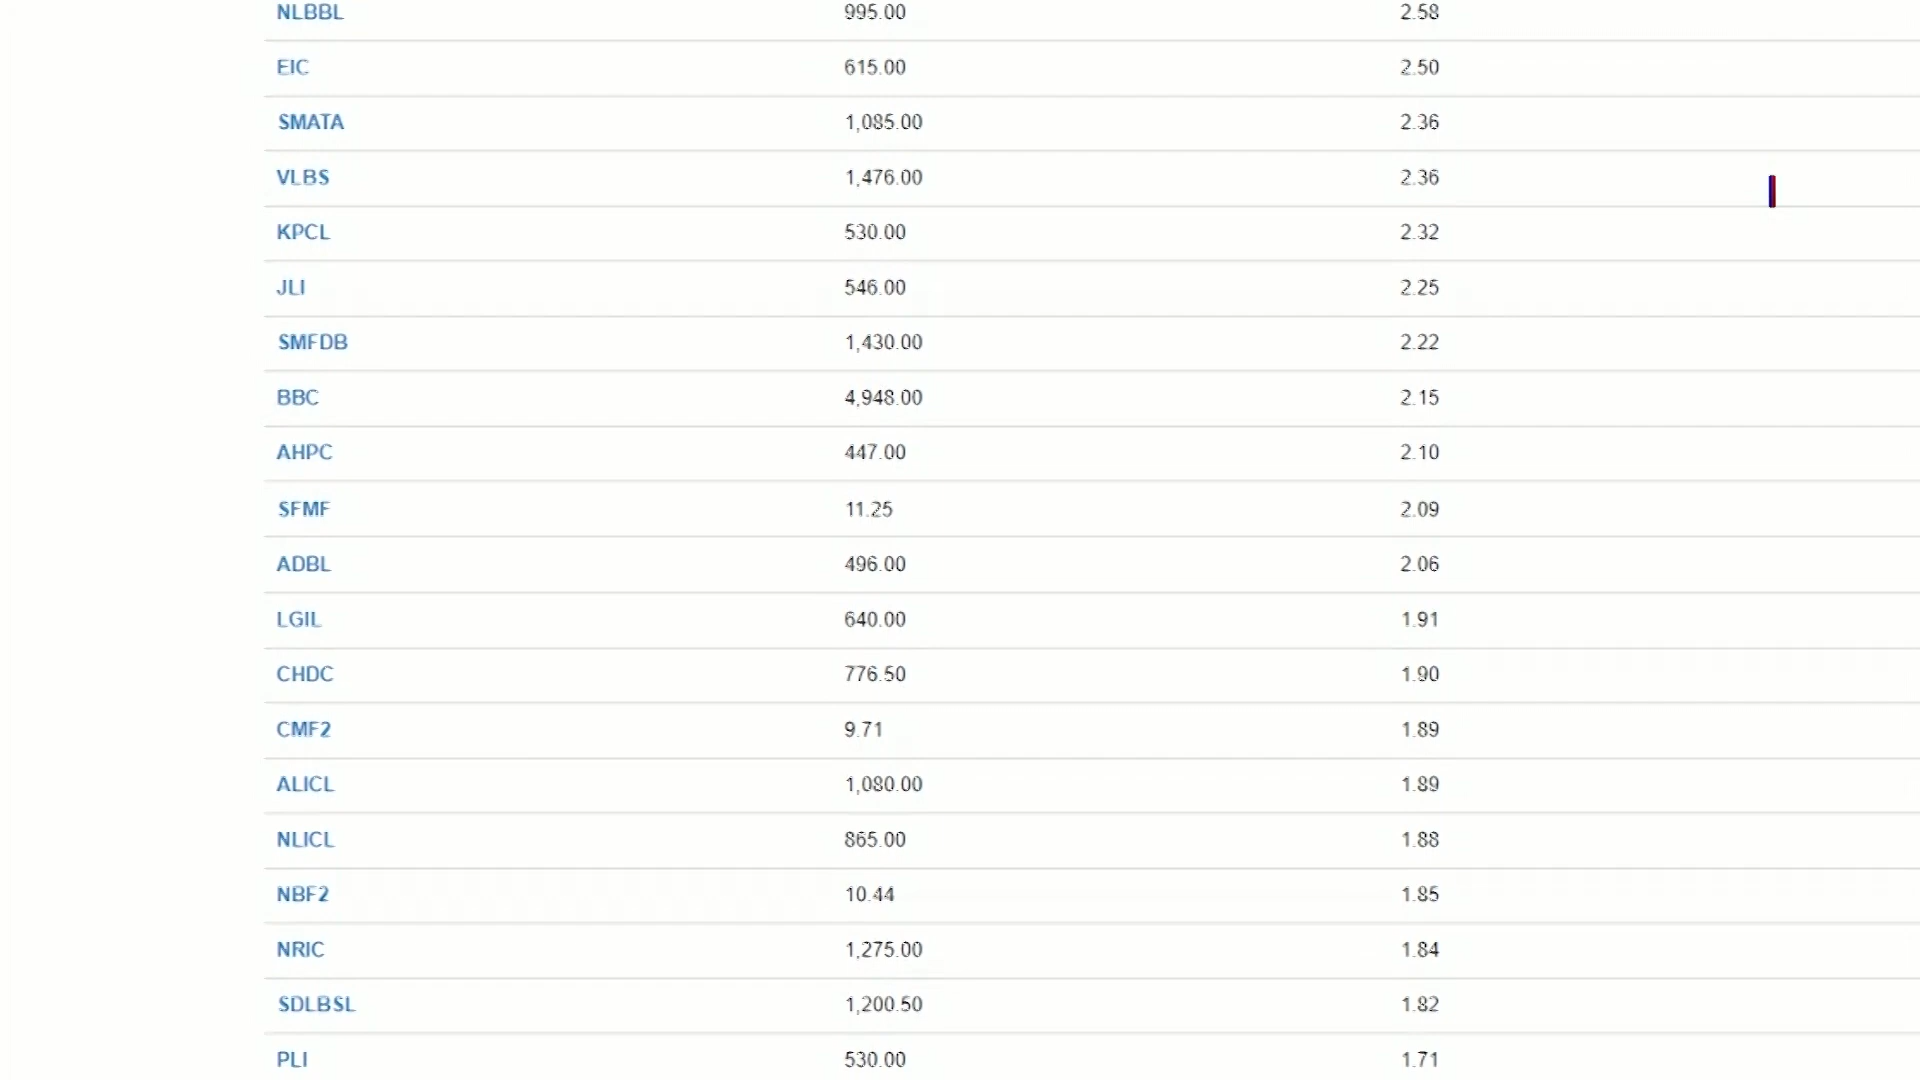 NLBBL 995.00 2.58
EIC 615.00 2.50
SMATA 1,085.00 2.36
VLBS 1,476.00 2.36
KPCL 530.00 2.32
JLI 546.00 2.25
SMFDB 1,430.00 2.22
BBC 4,948.00 2.15
AHPC 447.00 2.10
SFMF 11.25 2.09
ADBL 496.00 2.06
LGIL 640.00 1.91
CHDC 776.50 1.90
CMF2 9.71 1.89
ALICL 1,080.00 1.89
NLICL 865.00 1.88
NBF2 10.44 1.85
NRIC 1,275.00 1.84
SDLBSL 1,200.50 1.82
PLI 530.00 1.71